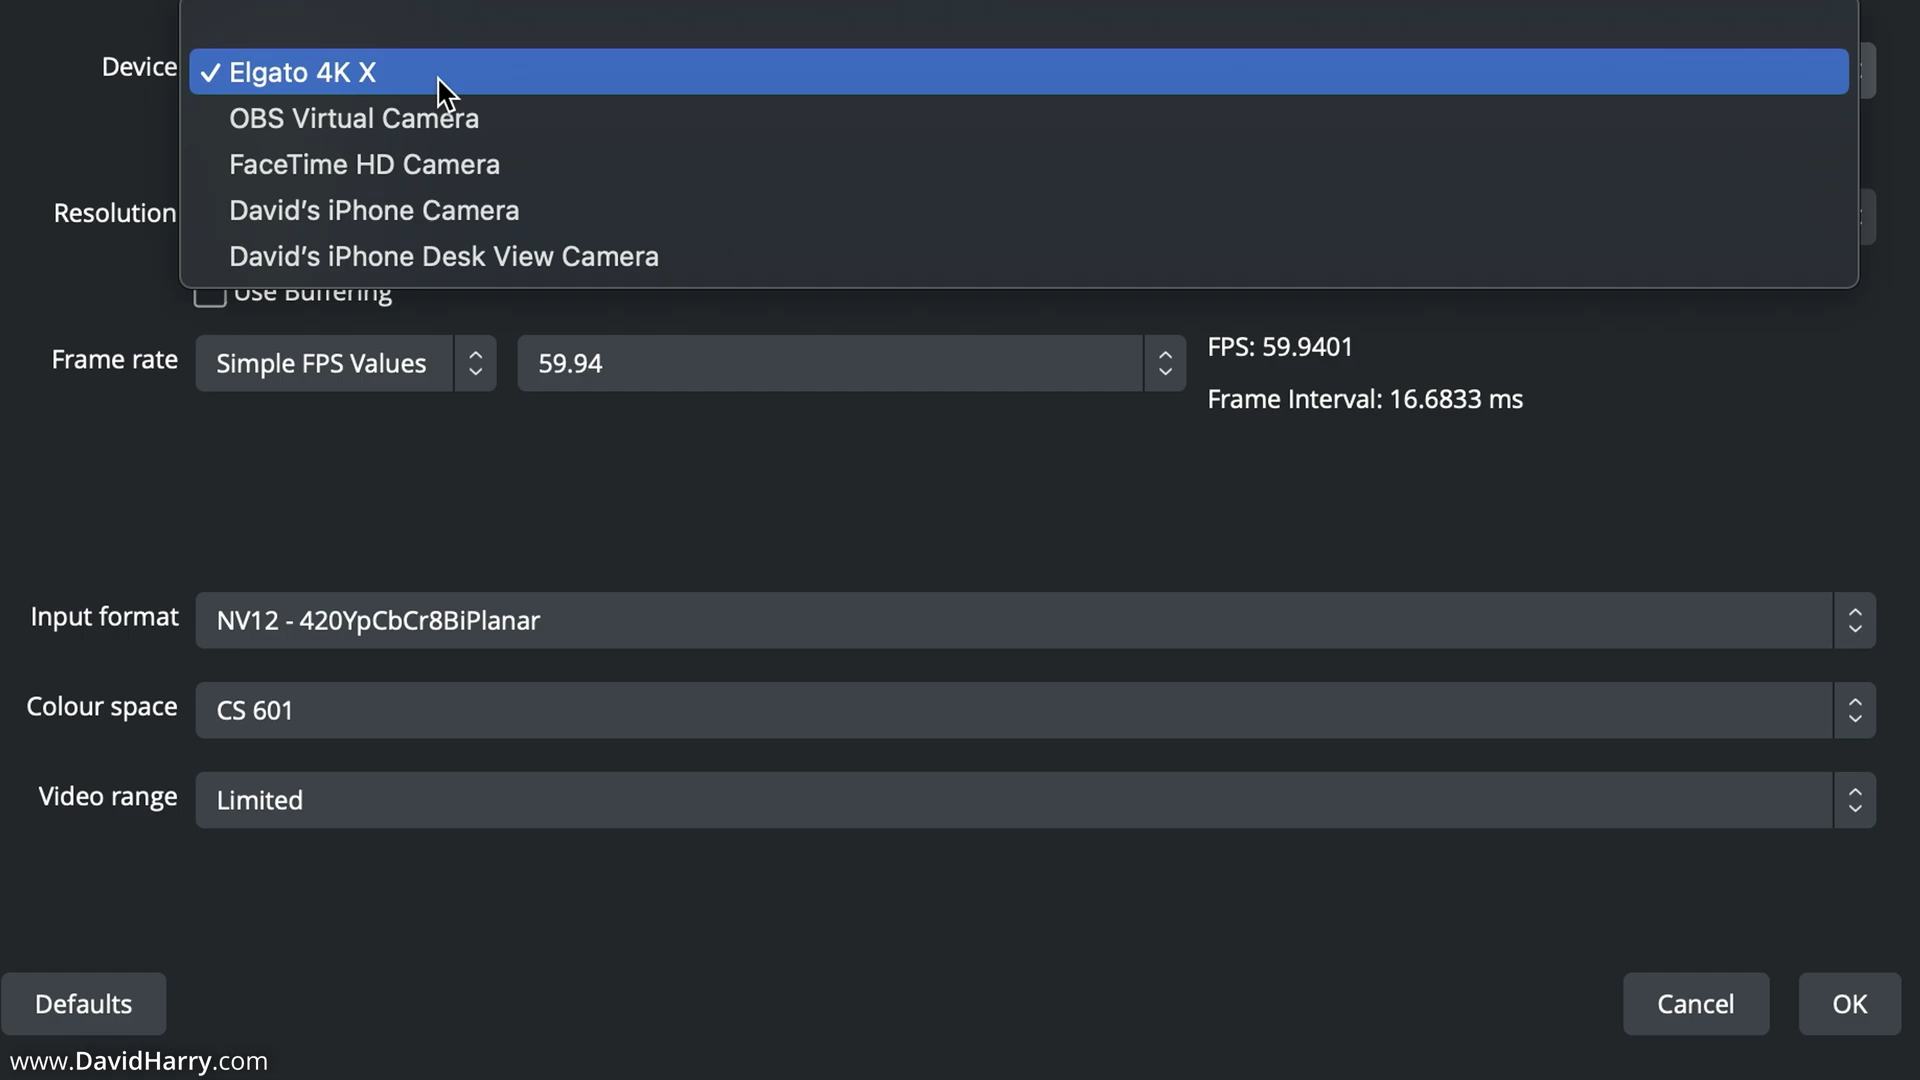 Device
✓ Elgato 4K X
OBS Virtual Camera
FaceTime HD Camera
David’s iPhone Camera
David’s iPhone Desk View Camera
Resolution
Use Buffering
Frame rate
Simple FPS Values
59.94
FPS: 59.9401
Frame Interval: 16.6833 ms
Input format
NV12 - 420YpCbCr8BiPlanar
Colour space
CS 601
Video range
Limited
Defaults
Cancel
OK
www.DavidHarry.com